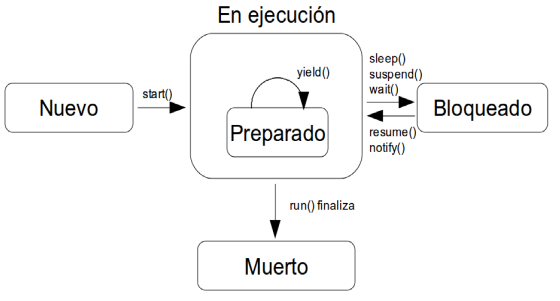 En ejecución
sleep()
suspend()
wait()
yield()
start()
Nuevo
Preparado
Bloqueado
resume()
notify()
run() finaliza
Muerto